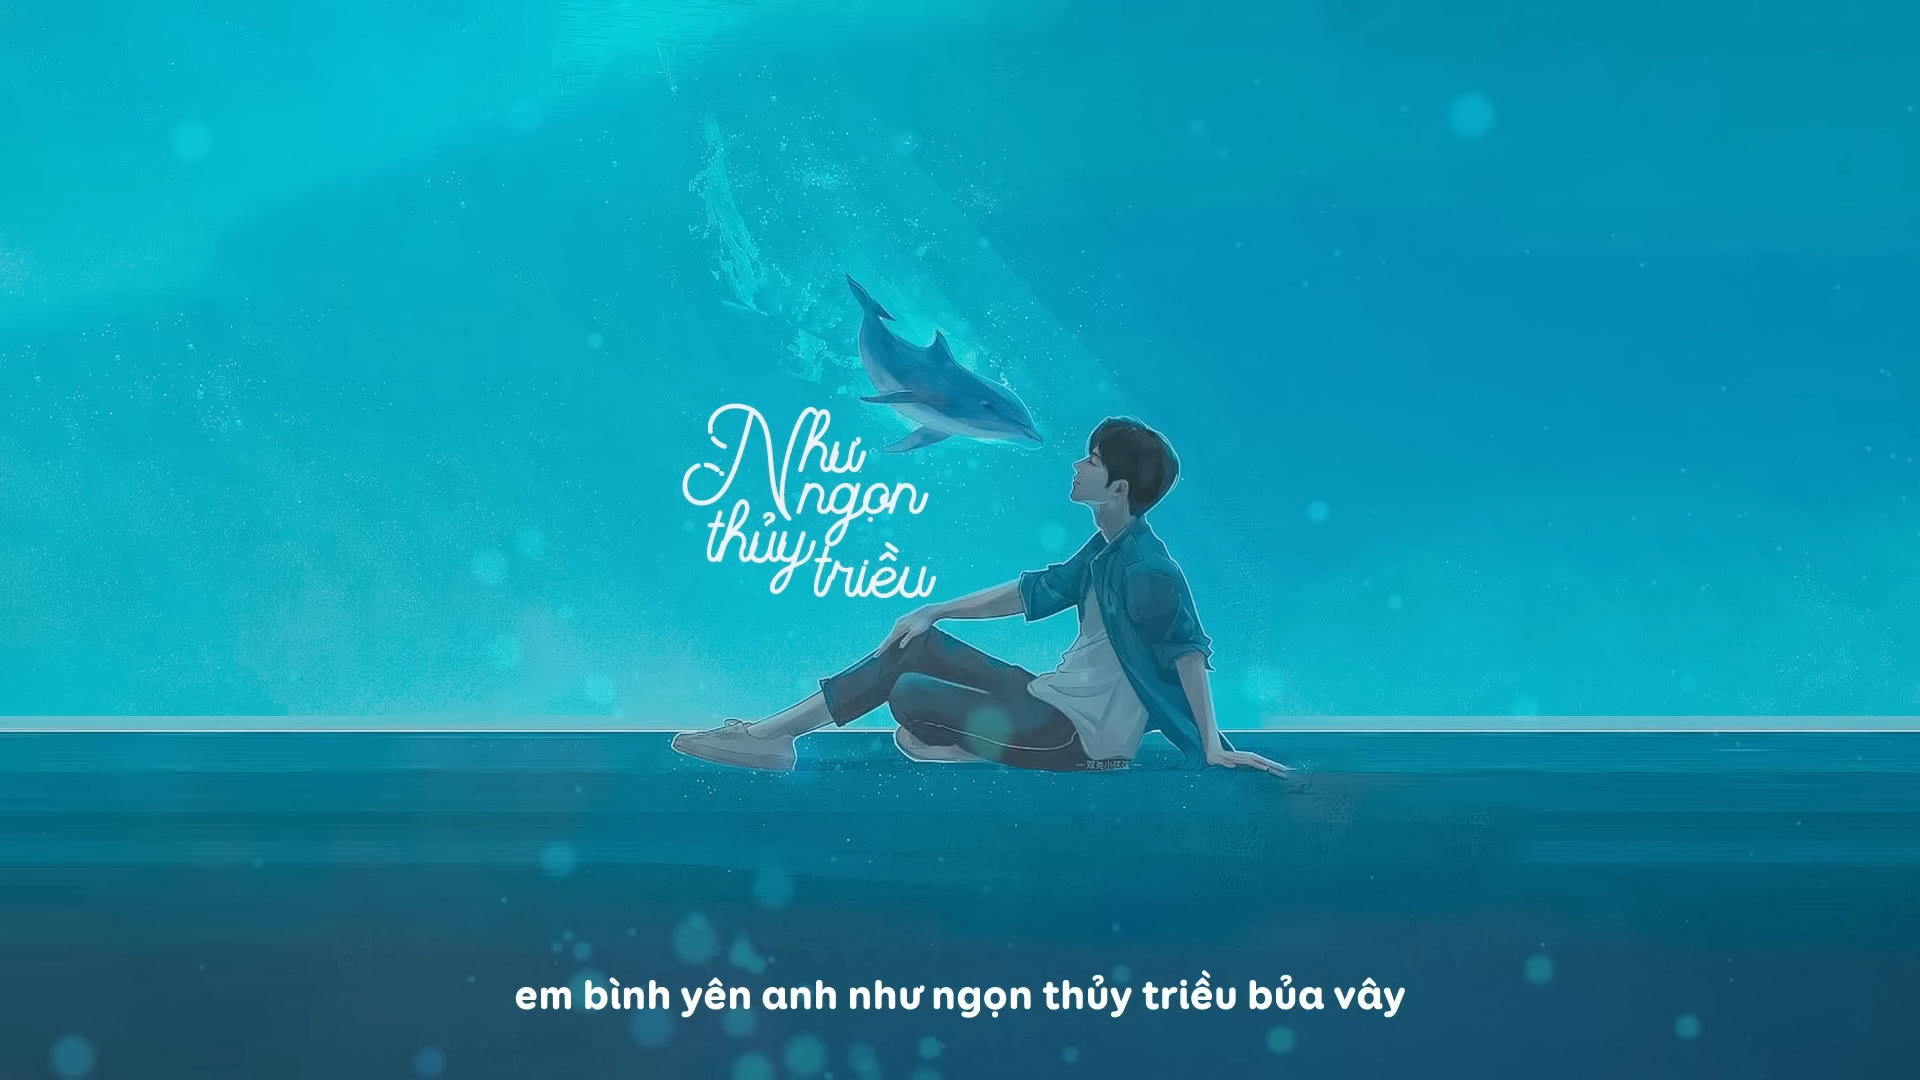 Như
ngọn
thủy
triều
em bình yên anh như ngọn thủy triều bủa vây